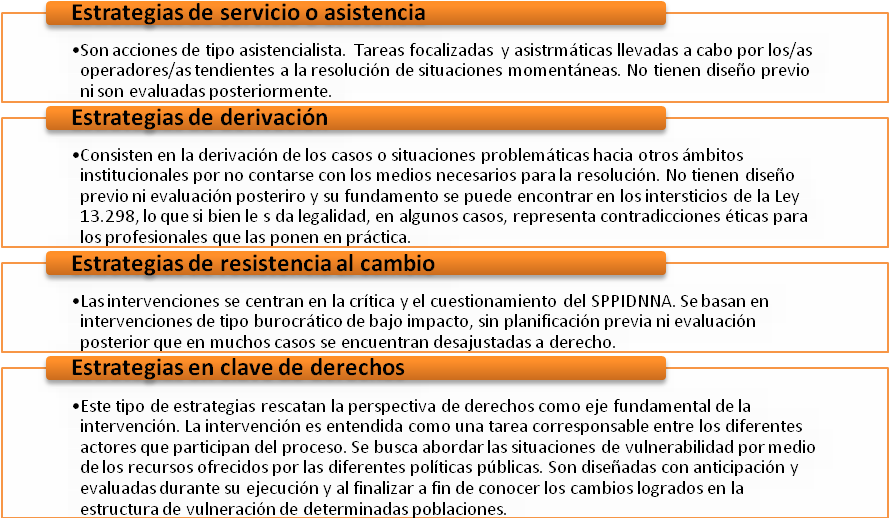 Estrategias de servicio o asistencia
•Son acciones de tipo asistencialista. Tareas focalizadas y asistrmáticas llevadas a cabo por los/as
operadores/as tendientes a la resolución de situaciones momentáneas. No tienen diseño previo
ni son evaluadas posteriormente.
Estrategias de derivación
•Consisten en la derivación de los casos o situaciones problemáticas hacia otros ámbitos
institucionales por no contarse con los medios necesarios para la resolución. No tienen diseño
previo ni evaluación posteriro y su fundamento se puede encontrar en los intersticios de la Ley
13.298, lo que si bien le s da legalidad, en algunos casos, representa contradicciones éticas para
los profesionales que las ponen en práctica.
Estrategias de resistencia al cambio
•Las intervenciones se centran en la crítica y el cuestionamiento del SPPIDNNA. Se basan en
intervenciones de tipo burocrático de bajo impacto, sin planificación previa ni evaluación
posterior que en muchos casos se encuentran desajustadas a derecho.
Estrategias en clave de derechos
•Este tipo de estrategias rescatan la perspectiva de derechos como eje fundamental de la
intervención. La intervención es entendida como una tarea corresponsable entre los diferentes
actores que participan del proceso. Se busca abordar las situaciones de vulnerabilidad por medio
de los recursos ofrecidos por las diferentes políticas públicas. Son diseñadas con anticipación y
evaluadas durante su ejecución y al finalizar a fin de conocer los cambios logrados en la
estructura de vulneración de determinadas poblaciones.